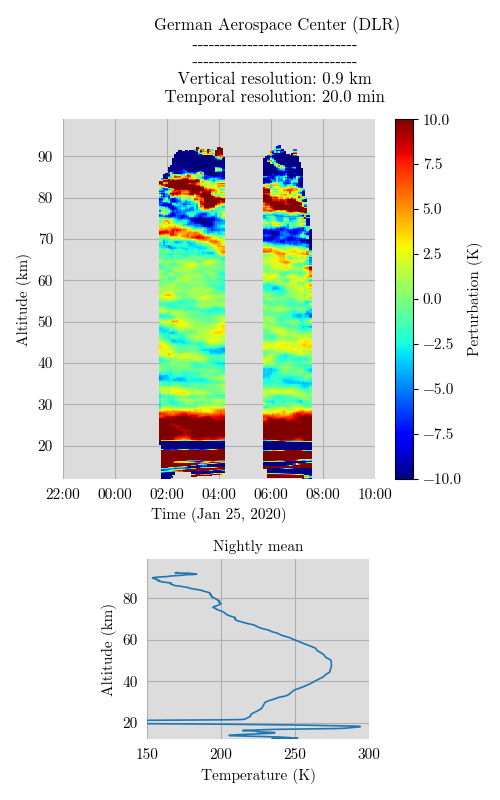 German Aerospace Center (DLR)
------------------------------
------------------------------
Vertical resolution: 0.9 km
Temporal resolution: 20.0 min
90
80
70
60
50
40
30
20
Altitude (km)
22:00 00:00 02:00 04:00 06:00 08:00 10:00
Time (Jan 25, 2020)
10.0
7.5
5.0
2.5
0.0
−2.5
−5.0
−7.5
−10.0
Perturbation (K)
Nightly mean
80
60
40
20
Altitude (km)
150 200 250 300
Temperature (K)